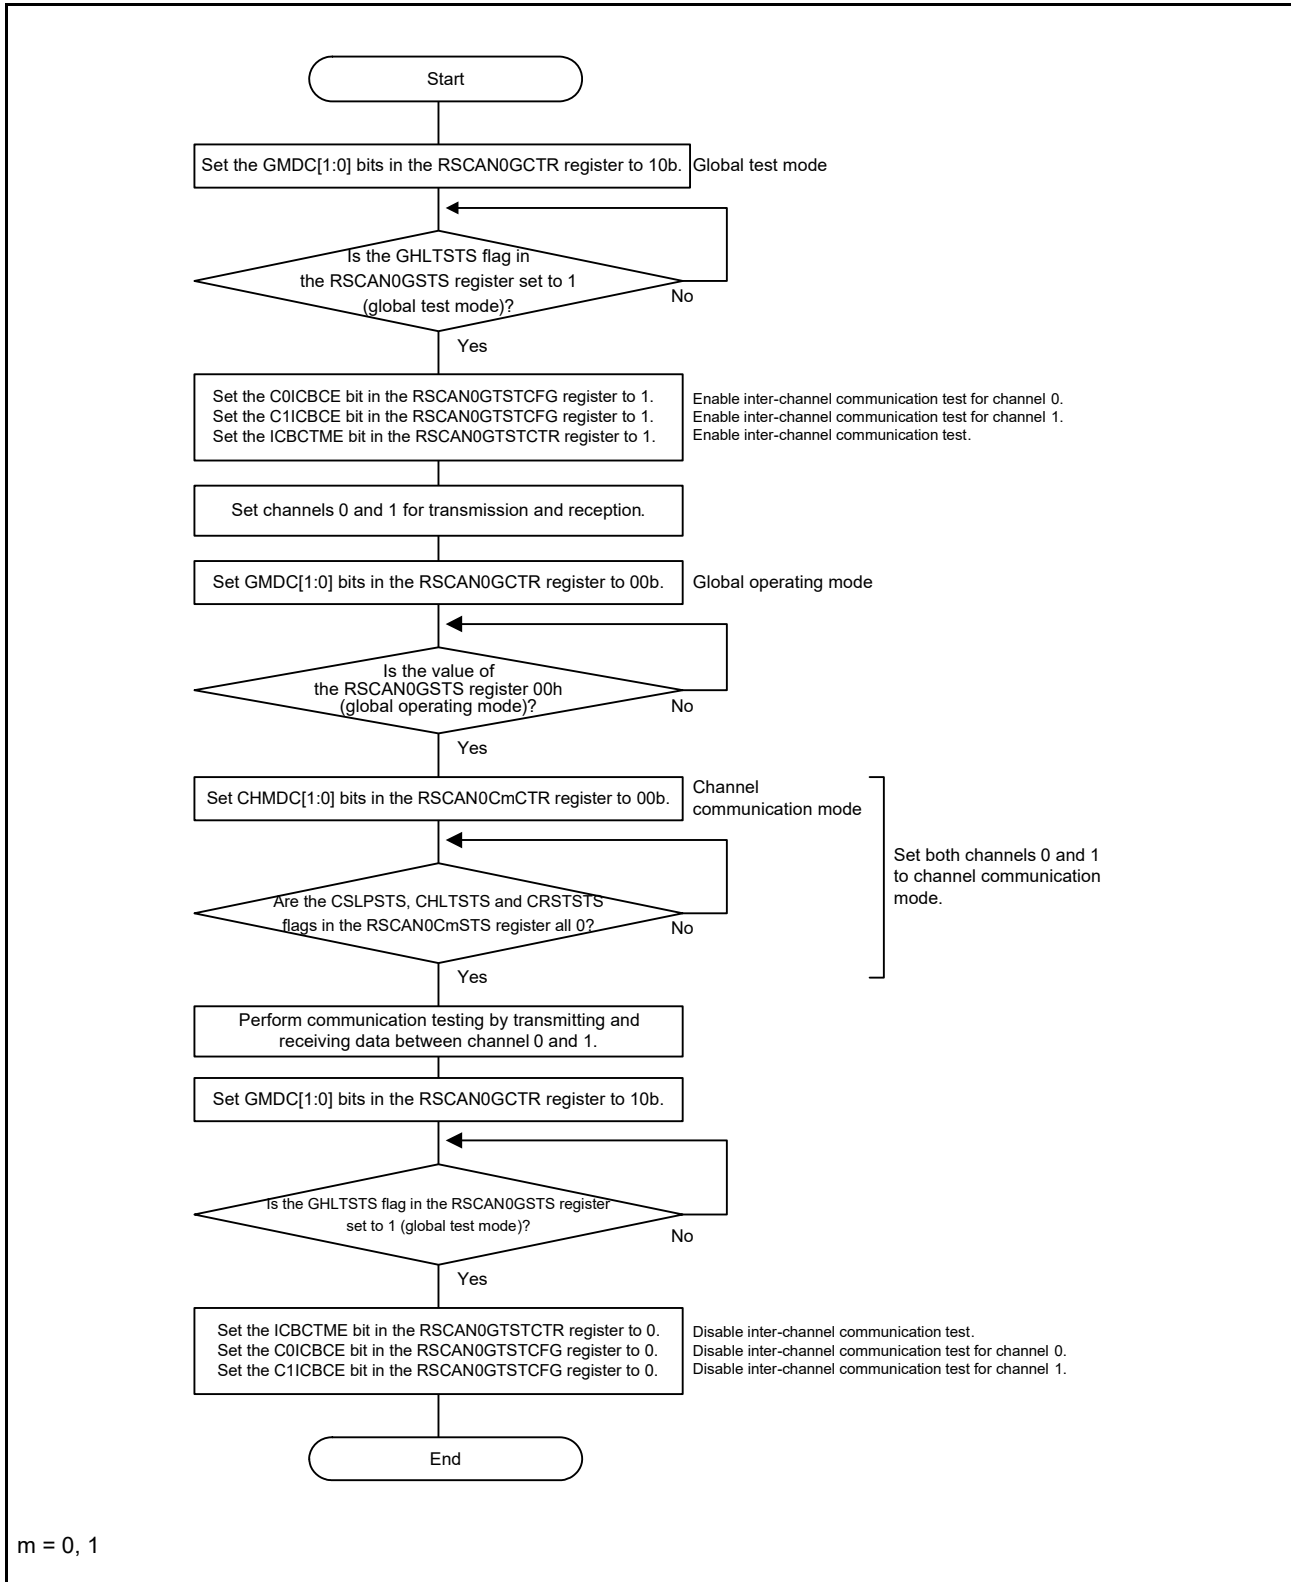 Start
Set the GMDC[1:0] bits in the RSCAN0GCTR register to 10b.
Global test mode
Is the GHLTSTS flag in
the RSCAN0GSTS register set to 1
(global test mode)?
No
Yes
Set the C0ICBCE bit in the RSCAN0GTSTCFG register to 1.
Set the C1ICBCE bit in the RSCAN0GTSTCFG register to 1.
Set the ICBCTME bit in the RSCAN0GTSTCTR register to 1.
Enable inter-channel communication test for channel 0.
Enable inter-channel communication test for channel 1.
Enable inter-channel communication test.
Set channels 0 and 1 for transmission and reception.
Set GMDC[1:0] bits in the RSCAN0GCTR register to 00b.
Global operating mode
Is the value of
the RSCAN0GSTS register 00h
(global operating mode)?
No
Yes
Set CHMDC[1:0] bits in the RSCAN0CmCTR register to 00b.
Channel
communication mode
Are the CSLPSTS, CHLTSTS and CRSTSTS
flags in the RSCAN0CmSTS register all 0?
No
Yes
Set both channels 0 and 1
to channel communication
mode.
Perform communication testing by transmitting and
receiving data between channel 0 and 1.
Set GMDC[1:0] bits in the RSCAN0GCTR register to 10b.
Is the GHLTSTS flag in the RSCAN0GSTS register
set to 1 (global test mode)?
No
Yes
Set the ICBCTME bit in the RSCAN0GTSTCTR register to 0.
Set the C0ICBCE bit in the RSCAN0GTSTCFG register to 0.
Set the C1ICBCE bit in the RSCAN0GTSTCFG register to 0.
Disable inter-channel communication test.
Disable inter-channel communication test for channel 0.
Disable inter-channel communication test for channel 1.
End
m = 0, 1